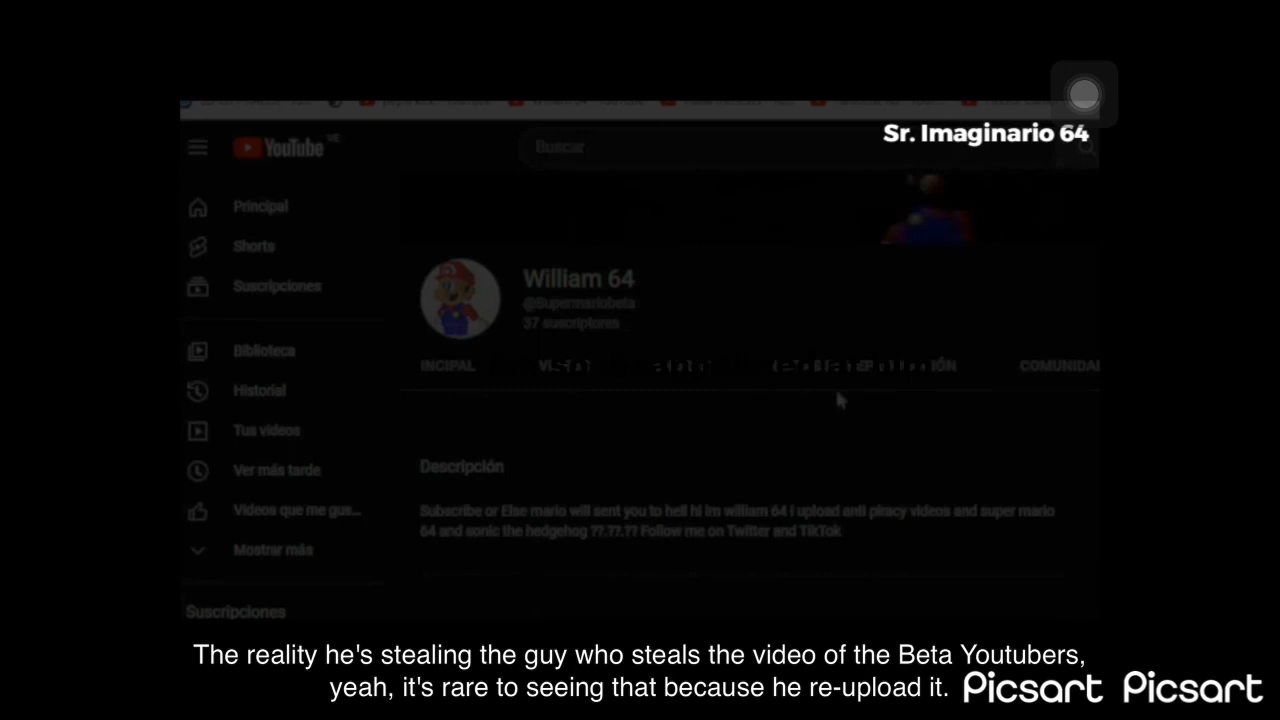 Sr. Imaginario 64
YouTube VE
Buscar
Principal
Shorts
Suscripciones
William 64
@Supermariobeta
37 suscriptores
Biblioteca
INCIPAL
COMUNIDA
Historial
Tus videos
Ver más tarde
Descripción
Videos que me gus...
Subscribe or Else mario will sent you to hell hi im william 64 i upload anti piracy videos and super mario
64 and sonic the hedgehog ??.??.?? Follow me on Twitter and TikTok
Mostrar más
Suscripciones
The reality he's stealing the guy who steals the video of the Beta Youtubers,
yeah, it's rare to seeing that because he re-upload it.
Picsart Picsart